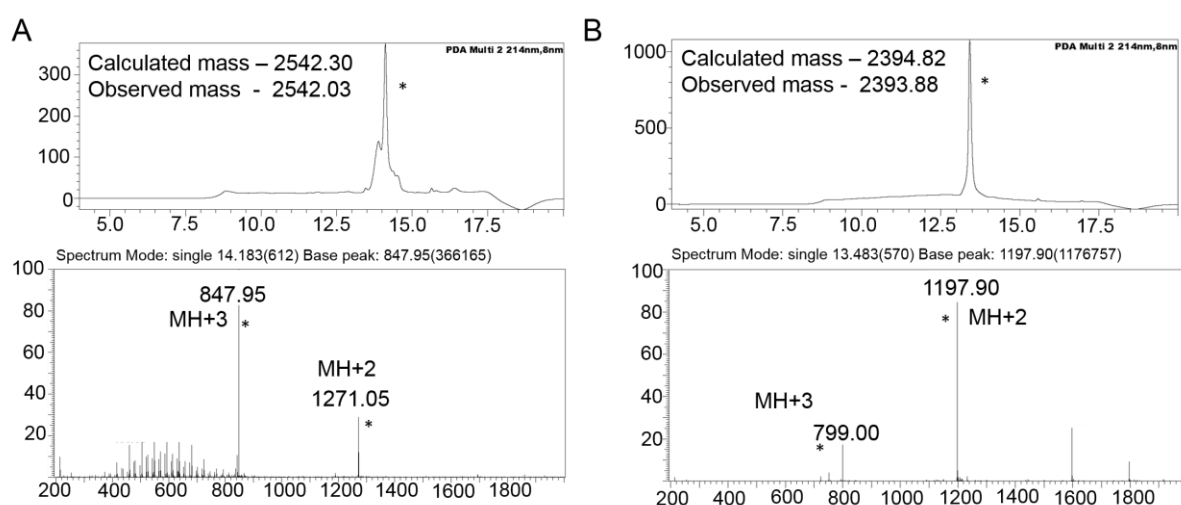 A
PDA Multi 2 214nm,8nm
Calculated mass – 2542.30
Observed mass - 2542.03
*
300
200
100
0
5.0 7.5 10.0 12.5 15.0 17.5
Spectrum Mode: single 14.183(612) Base peak: 847.95(366165)
100
80
60
40
20
847.95
MH+3
*
MH+2
1271.05
*
200 400 600 800 1000 1200 1400 1600 1800
B
PDA Multi 2 214nm,8nm
Calculated mass – 2394.82
Observed mass - 2393.88
*
1000
500
0
5.0 7.5 10.0 12.5 15.0 17.5
Spectrum Mode: single 13.483(570) Base peak: 1197.90(1176757)
100
80
60
40
20
1197.90
* MH+2
MH+3
799.00
*
200 400 600 800 1000 1200 1400 1600 1800